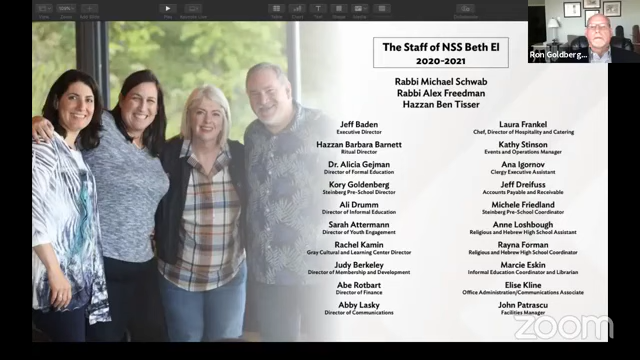 The Staff of NSS Beth El
2020-2021
Rabbi Michael Schwab
Rabbi Alex Freedman
Hazzan Ben Tisser
Jeff Baden
Executive Director
Hazzan Barbara Barnett
Ritual Director
Dr. Alicia Gejman
Director of Formal Education
Kory Goldenberg
Steinberg Pre-School Director
Ali Drumm
Director of Informal Education
Sarah Attermann
Director of Youth Engagement
Rachel Kamin
Gray Cultural and Learning Center Director
Judy Berkeley
Director of Membership and Development
Abe Rotbart
Director of Finance
Abby Lasky
Director of Communications
Laura Frankel
Chef, Director of Hospitality and Catering
Kathy Stinson
Events and Operations Manager
Ana Igornov
Clergy Executive Assistant
Jeff Dreifuss
Accounts Payable and Receivable
Michele Friedland
Steinberg Pre-School Coordinator
Anne Loshbough
Religious and Hebrew High School Assistant
Rayna Forman
Religious and Hebrew High School Coordinator
Marcie Eskin
Informal Education Coordinator and Librarian
Elise Kline
Office Administration/Communications Associate
John Patrascu
Facilities Manager
Ron Goldberg...
zoom